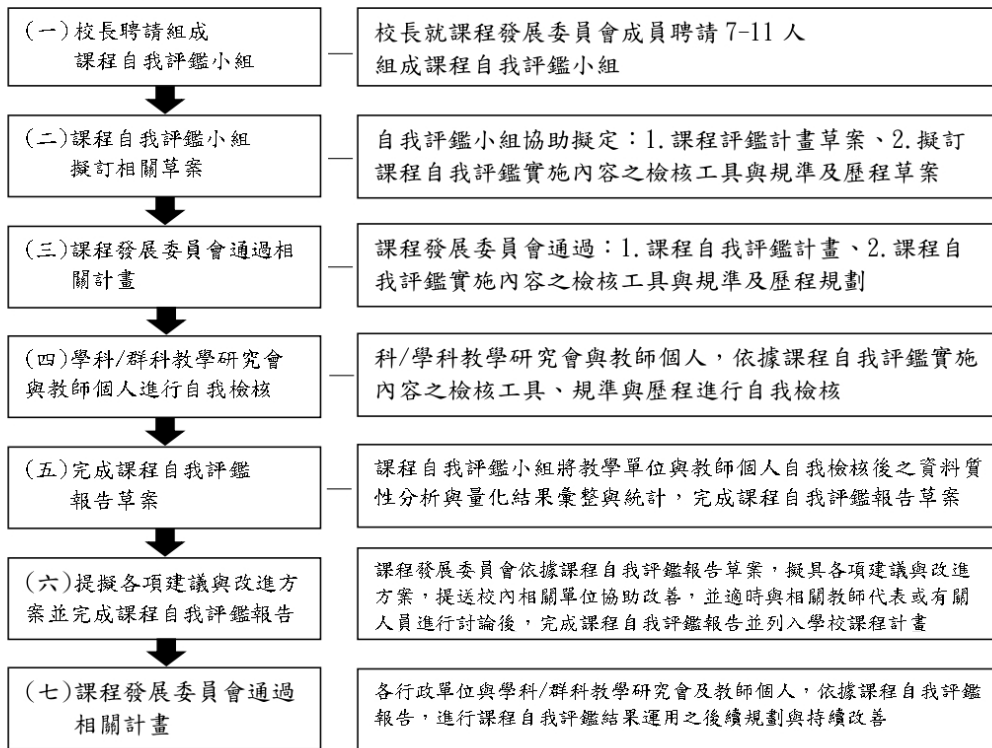 (一)校長聘請組成
課程自我評鑑小組
校長就課程發展委員會成員聘請 7-11 人
組成課程自我評鑑小組
(二)課程自我評鑑小組
擬訂相關草案
自我評鑑小組協助擬定：1.課程評鑑計畫草案、2.擬訂
課程自我評鑑實施內容之檢核工具與規準及歷程草案
(三)課程發展委員會通過相
關計畫
課程發展委員會通過：1.課程自我評鑑計畫、2.課程自
我評鑑實施內容之檢核工具與規準及歷程規劃
(四)學科/群科教學研究會
與教師個人進行自我檢核
科/學科教學研究會與教師個人，依據課程自我評鑑實施
內容之檢核工具、規準與歷程進行自我檢核
(五)完成課程自我評鑑
報告草案
課程自我評鑑小組將教學單位與教師個人自我檢核後之資料質
性分析與量化結果彙整與統計，完成課程自我評鑑報告草案
(六)提擬各項建議與改進方
案並完成課程自我評鑑報告
課程發展委員會依據課程自我評鑑報告草案，擬具各項建議與改進
方案，提送校內相關單位協助改善，並適時與相關教師代表或有關
人員進行討論後，完成課程自我評鑑報告並列入學校課程計畫
(七)課程發展委員會通過
相關計畫
各行政單位與學科/群科教學研究會及教師個人，依據課程自我評鑑
報告，進行課程自我評鑑結果運用之後續規劃與持續改善